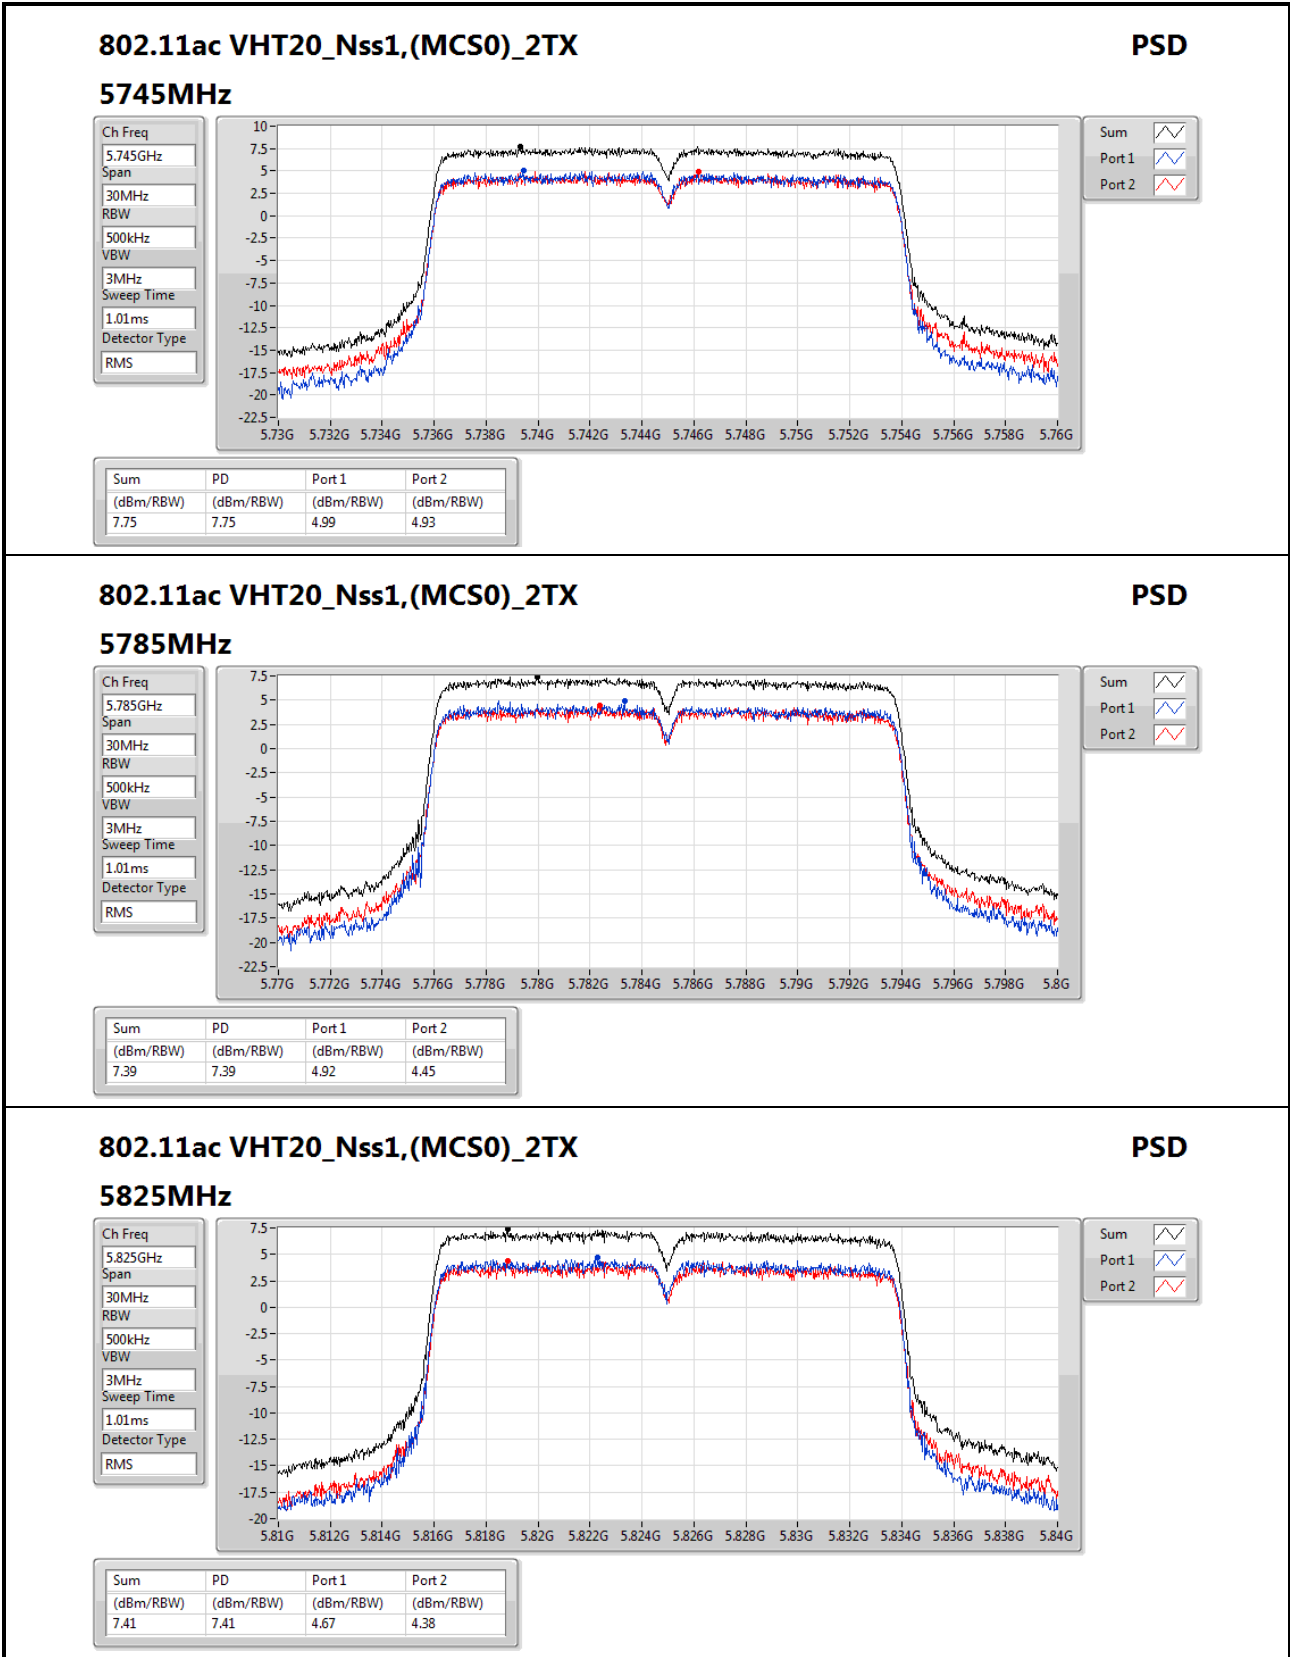 802.11ac VHT20_Nss1,(MCS0)_2TX PSD
5745MHz
Ch Freq
5.745GHz
Span
30MHz
RBW
500kHz
VBW
3MHz
Sweep Time
1.01ms
Detector Type
RMS
10
7.5
5
2.5
0
-2.5
-5
-7.5
-10
-12.5
-15
-17.5
-20
-22.5
5.73G 5.732G 5.734G 5.736G 5.738G 5.74G 5.742G 5.744G 5.746G 5.748G 5.75G 5.752G 5.754G 5.756G 5.758G 5.76G
Sum
Port 1
Port 2
Sum PD Port 1 Port 2
(dBm/RBW) (dBm/RBW) (dBm/RBW) (dBm/RBW)
7.75 7.75 4.99 4.93
802.11ac VHT20_Nss1,(MCS0)_2TX PSD
5785MHz
Ch Freq
5.785GHz
Span
30MHz
RBW
500kHz
VBW
3MHz
Sweep Time
1.01ms
Detector Type
RMS
7.5
5
2.5
0
-2.5
-5
-7.5
-10
-12.5
-15
-17.5
-20
-22.5
5.77G 5.772G 5.774G 5.776G 5.778G 5.78G 5.782G 5.784G 5.786G 5.788G 5.79G 5.792G 5.794G 5.796G 5.798G 5.8G
Sum
Port 1
Port 2
Sum PD Port 1 Port 2
(dBm/RBW) (dBm/RBW) (dBm/RBW) (dBm/RBW)
7.39 7.39 4.92 4.45
802.11ac VHT20_Nss1,(MCS0)_2TX PSD
5825MHz
Ch Freq
5.825GHz
Span
30MHz
RBW
500kHz
VBW
3MHz
Sweep Time
1.01ms
Detector Type
RMS
7.5
5
2.5
0
-2.5
-5
-7.5
-10
-12.5
-15
-17.5
-20
5.81G 5.812G 5.814G 5.816G 5.818G 5.82G 5.822G 5.824G 5.826G 5.828G 5.83G 5.832G 5.834G 5.836G 5.838G 5.84G
Sum
Port 1
Port 2
Sum PD Port 1 Port 2
(dBm/RBW) (dBm/RBW) (dBm/RBW) (dBm/RBW)
7.41 7.41 4.67 4.38